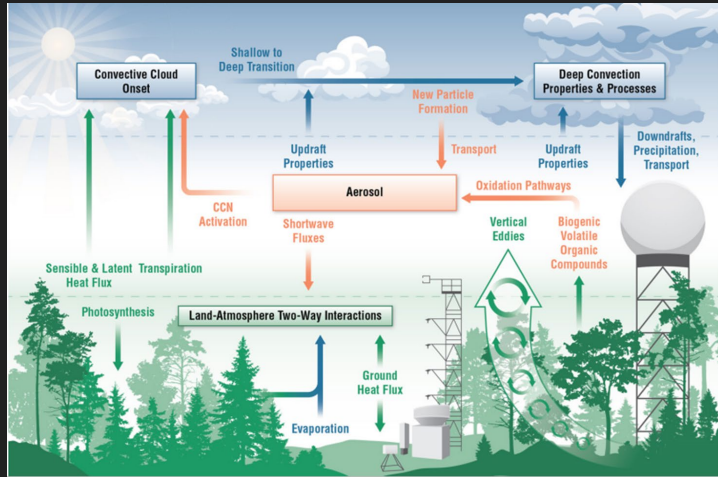 Shallow to
Deep Transition
Convective Cloud
Onset
Deep Convection
Properties & Processes
New Particle
Formation
Updraft
Properties
Transport
Updraft
Properties
Downdrafts,
Precipitation,
Transport
Aerosol
Oxidation Pathways
CCN
Activation
Shortwave
Fluxes
Vertical
Eddies
Biogenic
Volatile
Organic
Compounds
Sensible & Latent
Heat Flux
Transpiration
Photosynthesis
Land-Atmosphere Two-Way Interactions
Ground
Heat Flux
Evaporation